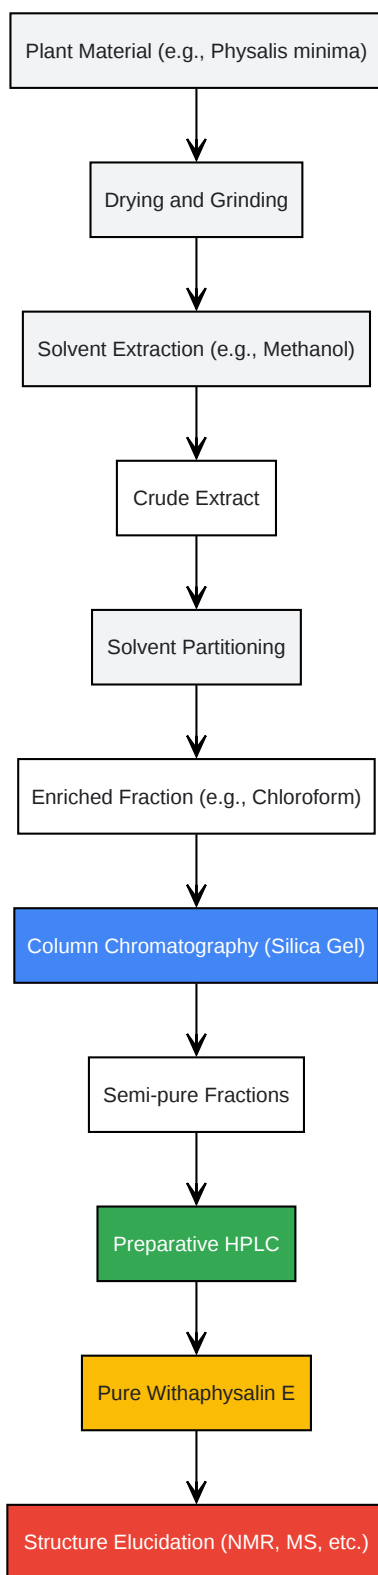 Plant Material (e.g., Physalis minima)
Drying and Grinding
Solvent Extraction (e.g., Methanol)
Crude Extract
Solvent Partitioning
Enriched Fraction (e.g., Chloroform)
Column Chromatography (Silica Gel)
Semi-pure Fractions
Preparative HPLC
Pure Withaphysalin E
Structure Elucidation (NMR, MS, etc.)